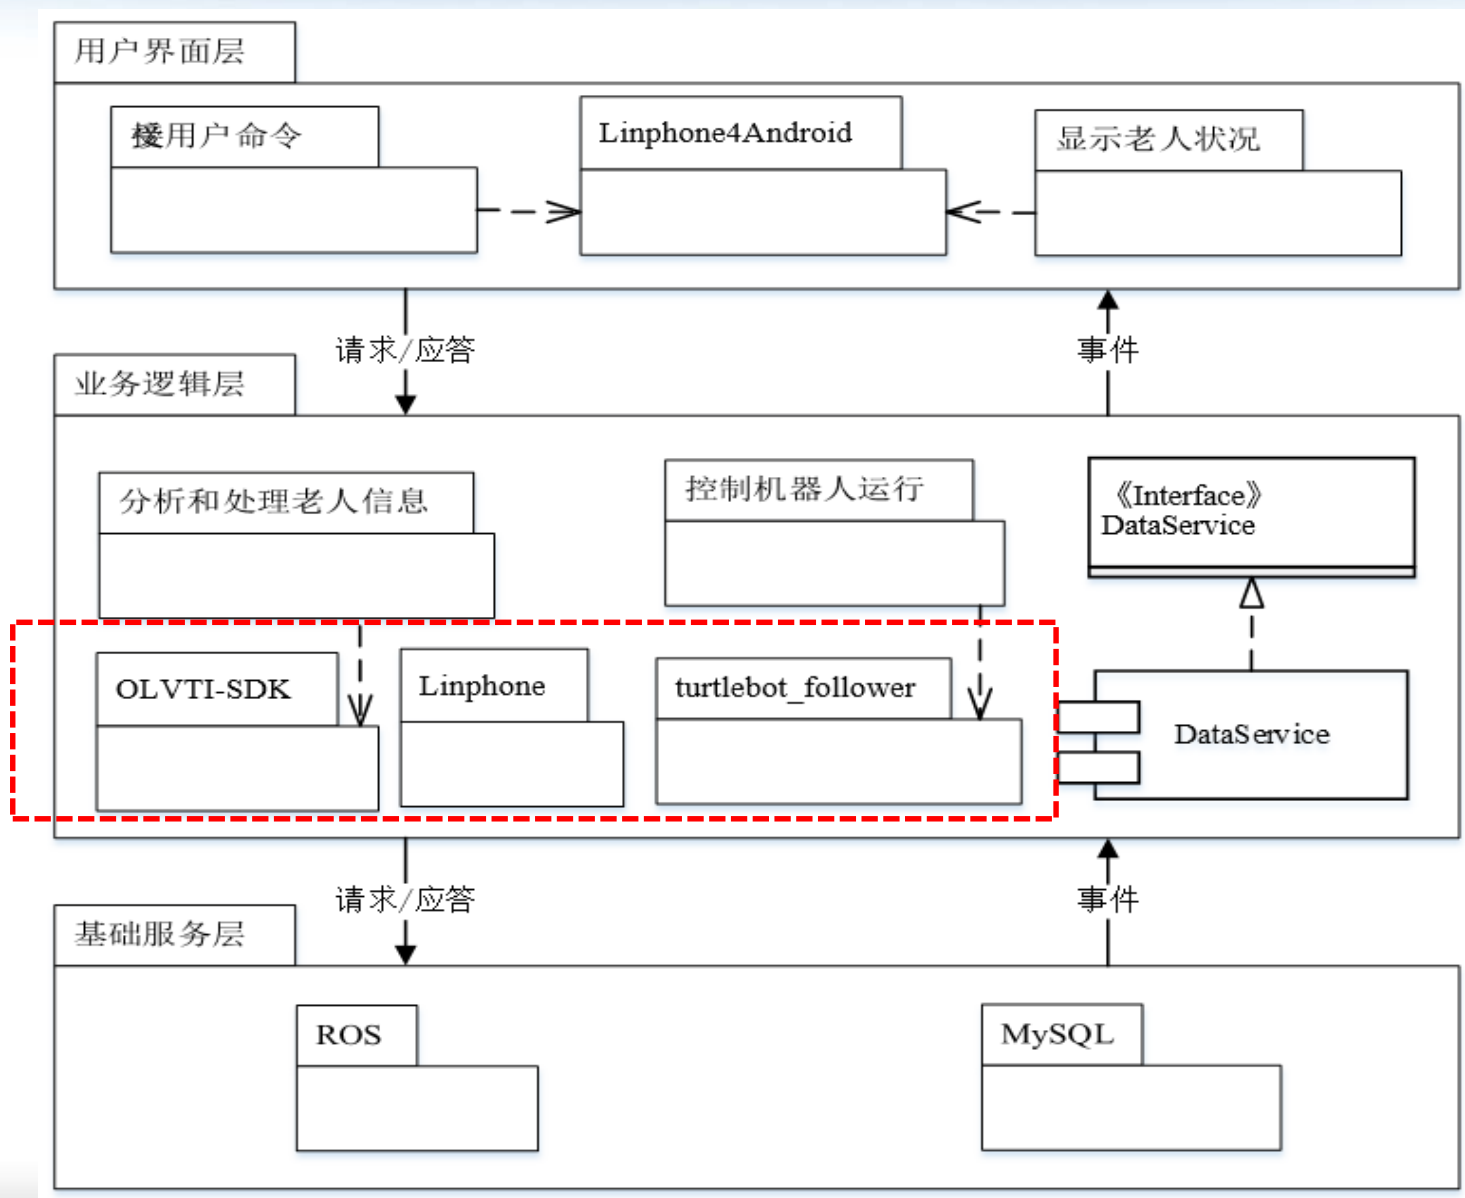 用户界面层
接受用户命令
Linphone4Android
显示老人状况
请求/应答
事件
业务逻辑层
分析和处理老人信息
控制机器人运行
《Interface》
DataService
OLVTI-SDK
Linphone
turtlebot_follower
DataService
请求/应答
事件
基础服务层
ROS
MySQL